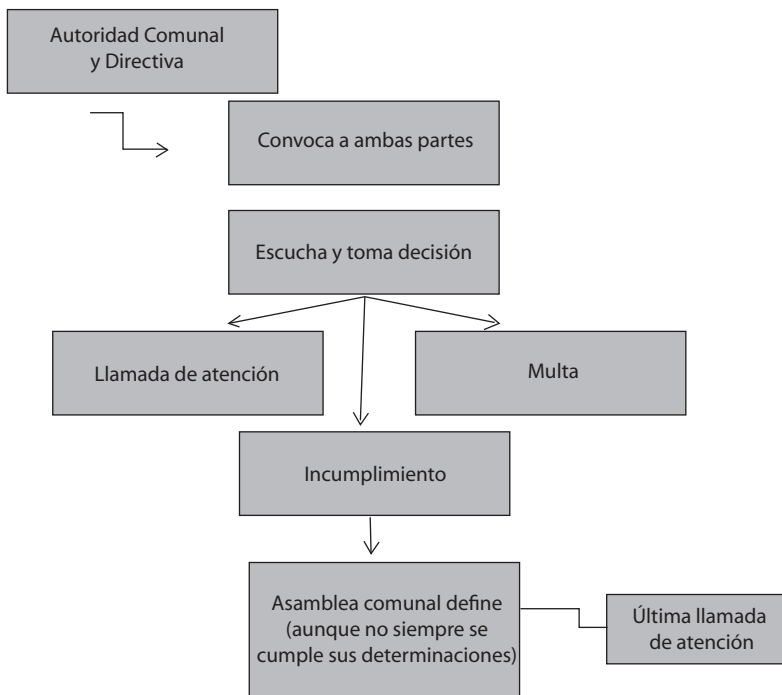 Autoridad Comunal
y Directiva
Convoca a ambas partes
Escucha y toma decisión
Llamada de atención
Multa
Incumplimiento
Asamblea comunal define
(aunque no siempre se
cumple sus determinaciones)
Última llamada
de atención